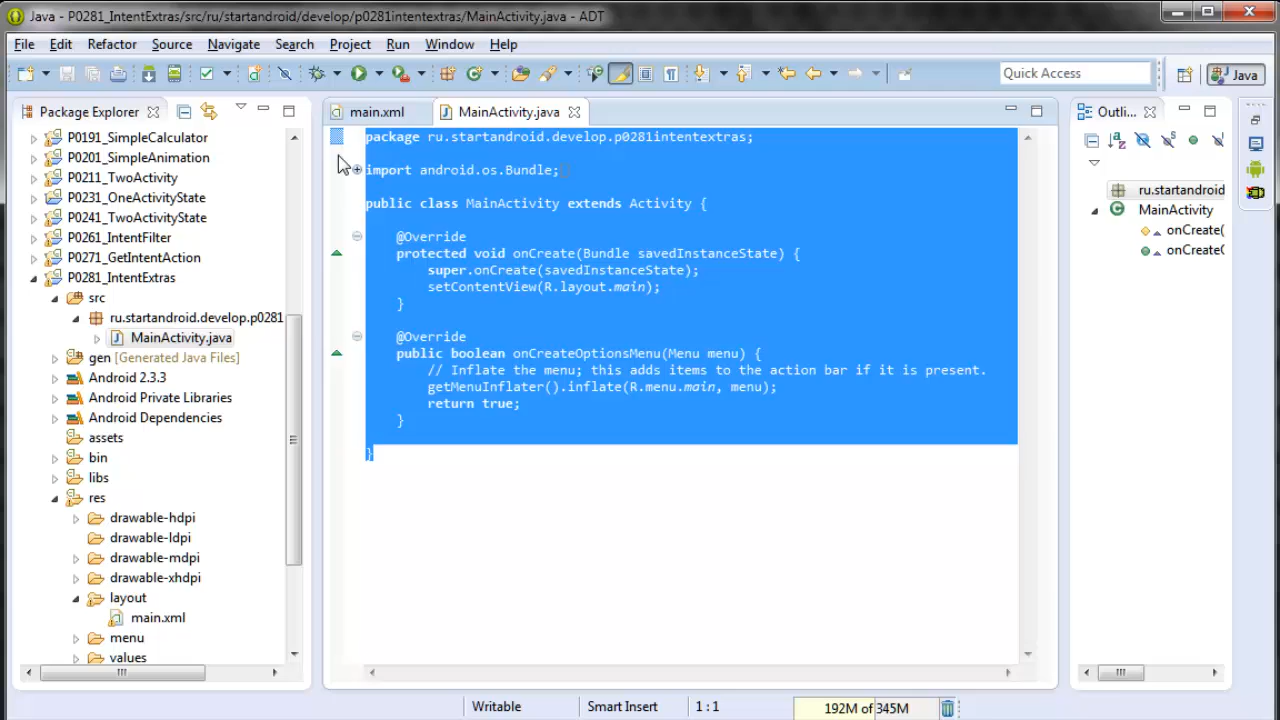 Java - P0281_IntentExtras/src/ru/startandroid/develop/p0281intentextras/MainActivity.java - ADT
File Edit Refactor Source Navigate Search Project Run Window Help
Quick Access
Java
Package Explorer
P0191_SimpleCalculator
P0201_SimpleAnimation
P0211_TwoActivity
P0231_OneActivityState
P0241_TwoActivityState
P0261_IntentFilter
P0271_GetIntentAction
P0281_IntentExtras
src
ru.startandroid.develop.p0281
MainActivity.java
gen [Generated Java Files]
Android 2.3.3
Android Private Libraries
Android Dependencies
assets
bin
libs
res
drawable-hdpi
drawable-ldpi
drawable-mdpi
drawable-xhdpi
layout
main.xml
menu
values
main.xml MainActivity.java
package ru.startandroid.develop.p0281intentextras;
import android.os.Bundle;
public class MainActivity extends Activity {
@Override
protected void onCreate(Bundle savedInstanceState) {
super.onCreate(savedInstanceState);
setContentView(R.layout.main);
}
@Override
public boolean onCreateOptionsMenu(Menu menu) {
// Inflate the menu; this adds items to the action bar if it is present.
getMenuInflater().inflate(R.menu.main, menu);
return true;
}
}
Outli...
ru.startandroid
MainActivity
onCreate(
onCreate(
Writable Smart Insert 1 : 1 192M of 345M